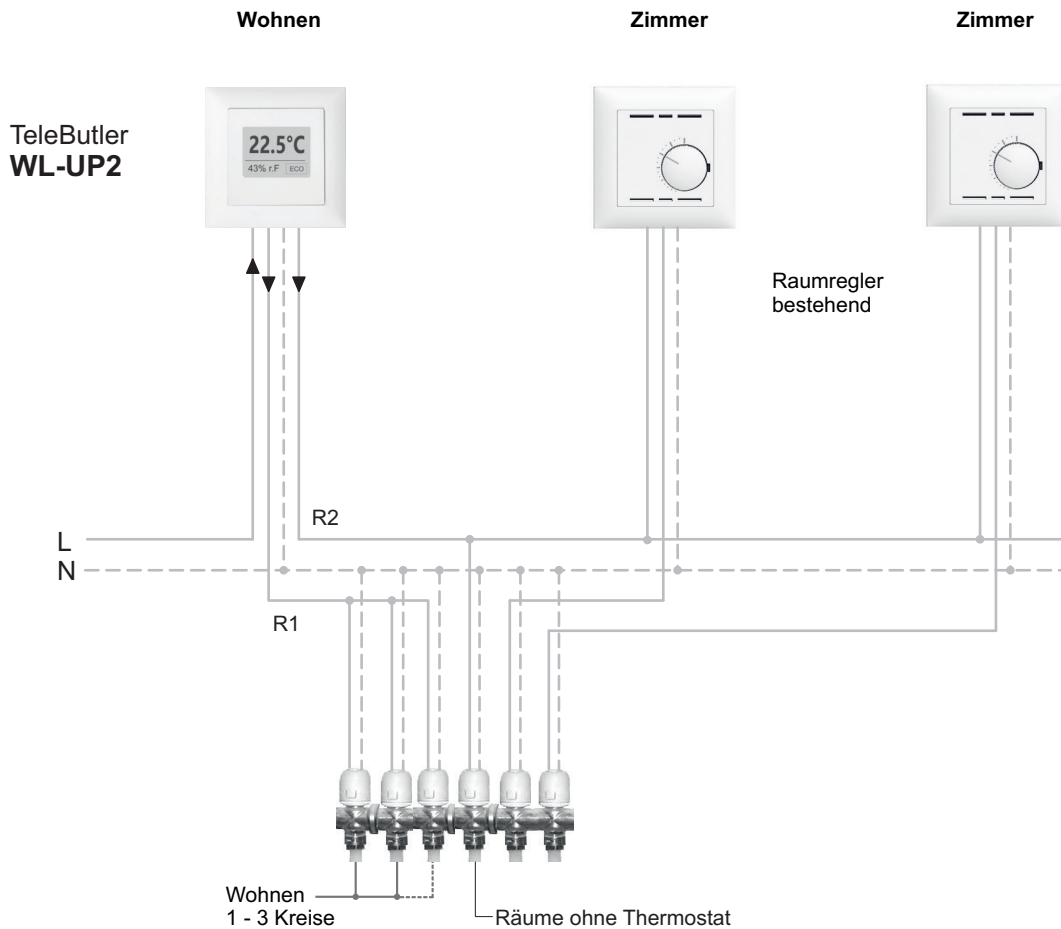 Wohnen
Zimmer
Zimmer
TeleButler
WL-UP2
22.5°C
43% r.F ECO
Raumregler
bestehend
R2
L
N
R1
Wohnen
1 - 3 Kreise
Räume ohne Thermostat